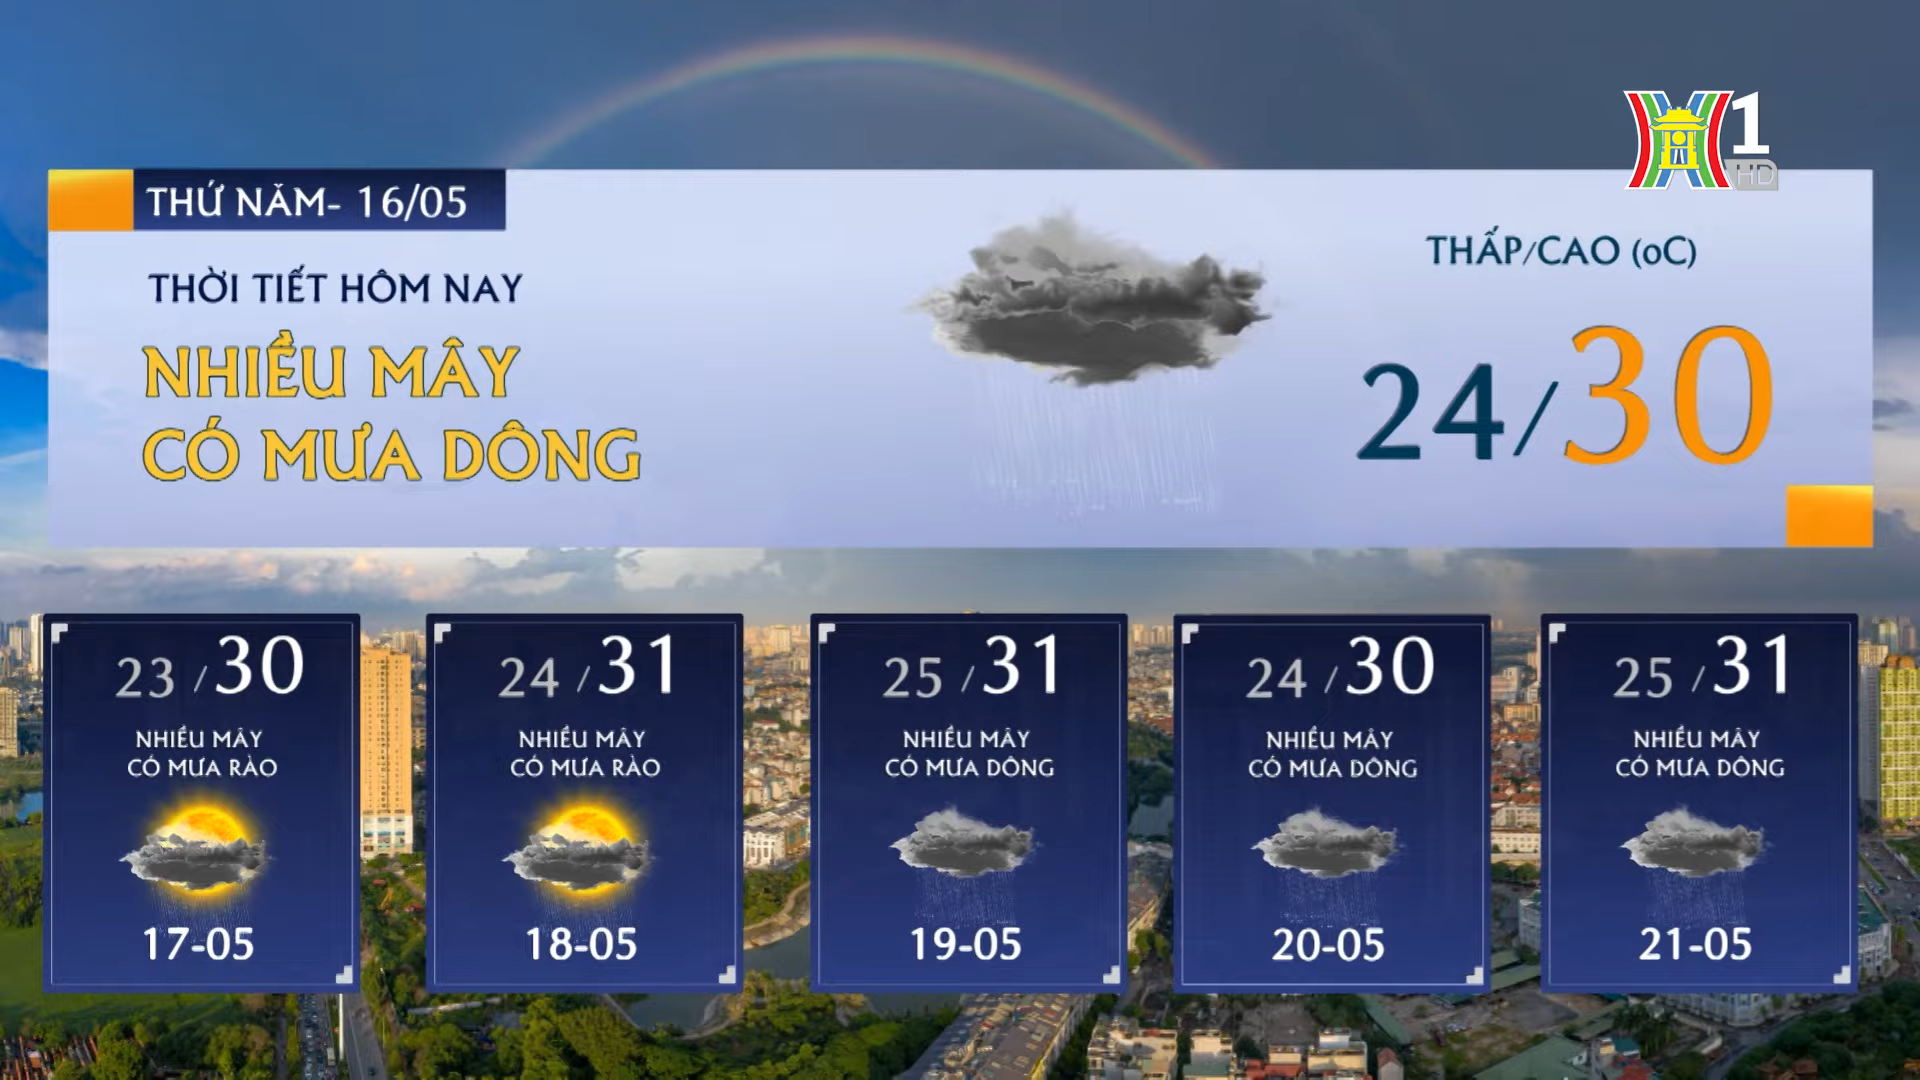 1
HD
THỨ NĂM- 16/05
THỜI TIẾT HÔM NAY
NHIỀU MÂY
CÓ MƯA DÔNG
THẤP/CAO (oC)
24/30
23 /30
NHIỀU MÂY
CÓ MƯA RÀO
17-05
24 /31
NHIỀU MÂY
CÓ MƯA RÀO
18-05
25 /31
NHIỀU MÂY
CÓ MƯA DÔNG
19-05
24 /30
NHIỀU MÂY
CÓ MƯA DÔNG
20-05
25 /31
NHIỀU MÂY
CÓ MƯA DÔNG
21-05